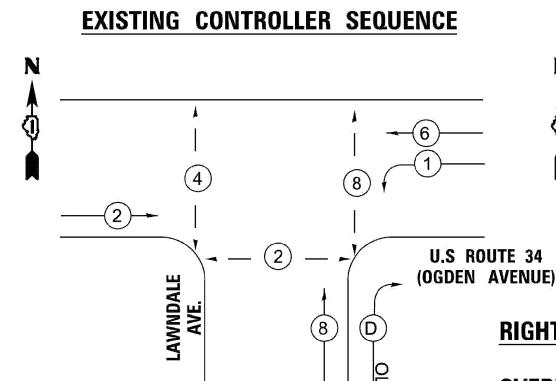 EXISTING CONTROLLER SEQUENCE
N
4
8
6
1
2
2
U.S ROUTE 34
(OGDEN AVENUE)
LAWNDALE
AVE.
8
D
RIGHT